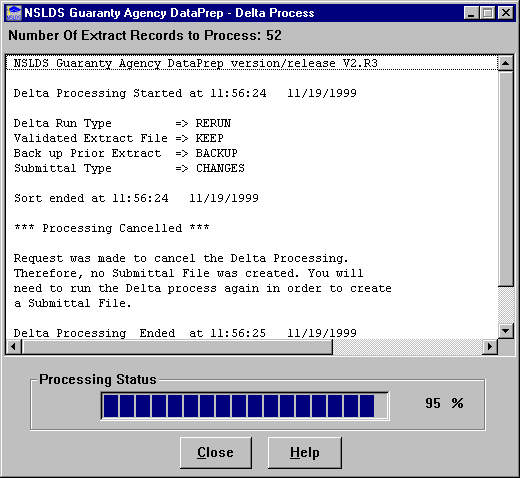 NSLDS Guaranty Agency DataPrep - Delta Process
Number Of Extract Records to Process: 52
NSLDS Guaranty Agency DataPrep version/release V2.R3
Delta Processing Started at 11:56:24 11/19/1999
Delta Run Type => RERUN
Validated Extract File => KEEP
Back up Prior Extract => BACKUP
Submittal Type => CHANGES
Sort ended at 11:56:24 11/19/1999
*** Processing Cancelled ***
Request was made to cancel the Delta Processing.
Therefore, no Submittal File was created. You will
need to run the Delta process again in order to create
a Submittal File.
Delta Processing Ended at 11:56:25 11/19/1999
Processing Status
95 %
Close Help